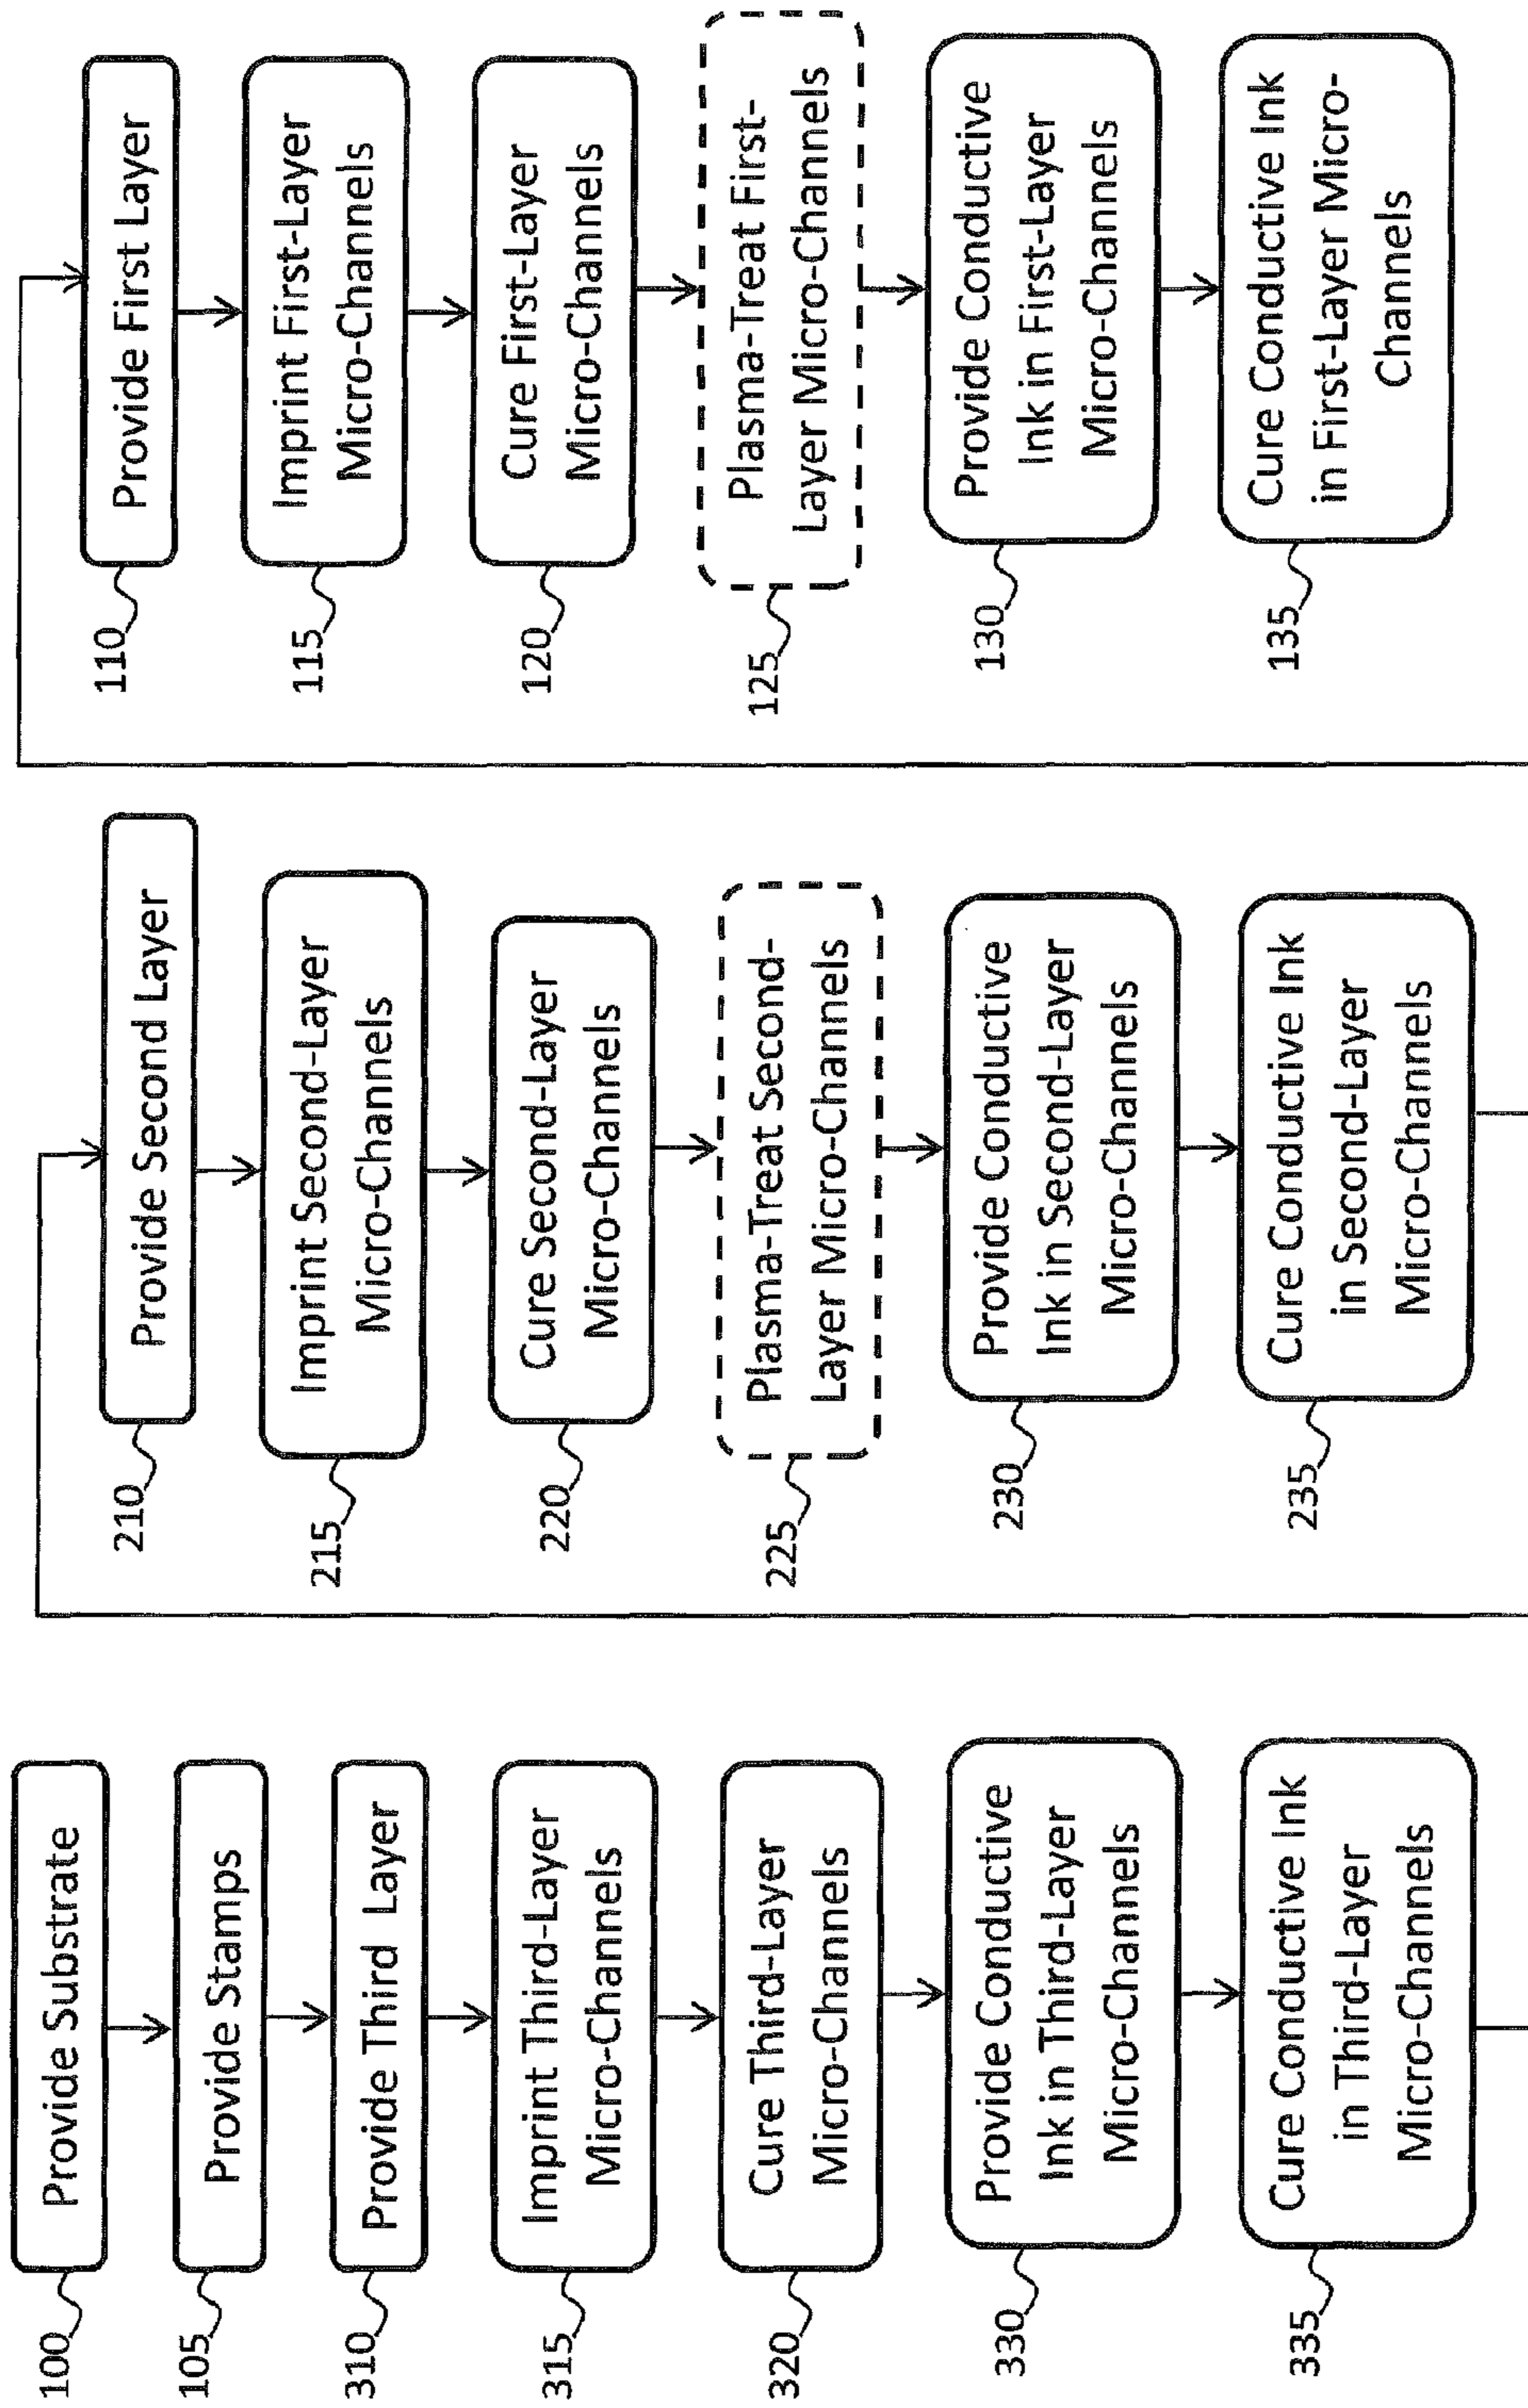 100
Provide Substrate
105
Provide Stamps
310
Provide Third Layer
315
Imprint Third-Layer
Micro-Channels
320
Cure Third-Layer
Micro-Channels
330
Provide Conductive
Ink in Third-Layer
Micro-Channels
335
Cure Conductive Ink
in Third-Layer
Micro-Channels
210
Provide Second Layer
215
Imprint Second-Layer
Micro-Channels
220
Cure Second-Layer
Micro-Channels
225
Plasma-Treat Second-
Layer Micro-Channels
230
Provide Conductive
Ink in Second-Layer
Micro-Channels
235
Cure Conductive Ink
in Second-Layer
Micro-Channels
110
Provide First Layer
115
Imprint First-Layer
Micro-Channels
120
Cure First-Layer
Micro-Channels
125
Plasma-Treat First-
Layer Micro-Channels
130
Provide Conductive
Ink in First-Layer
Micro-Channels
135
Cure Conductive Ink
in First-Layer Micro-
Channels